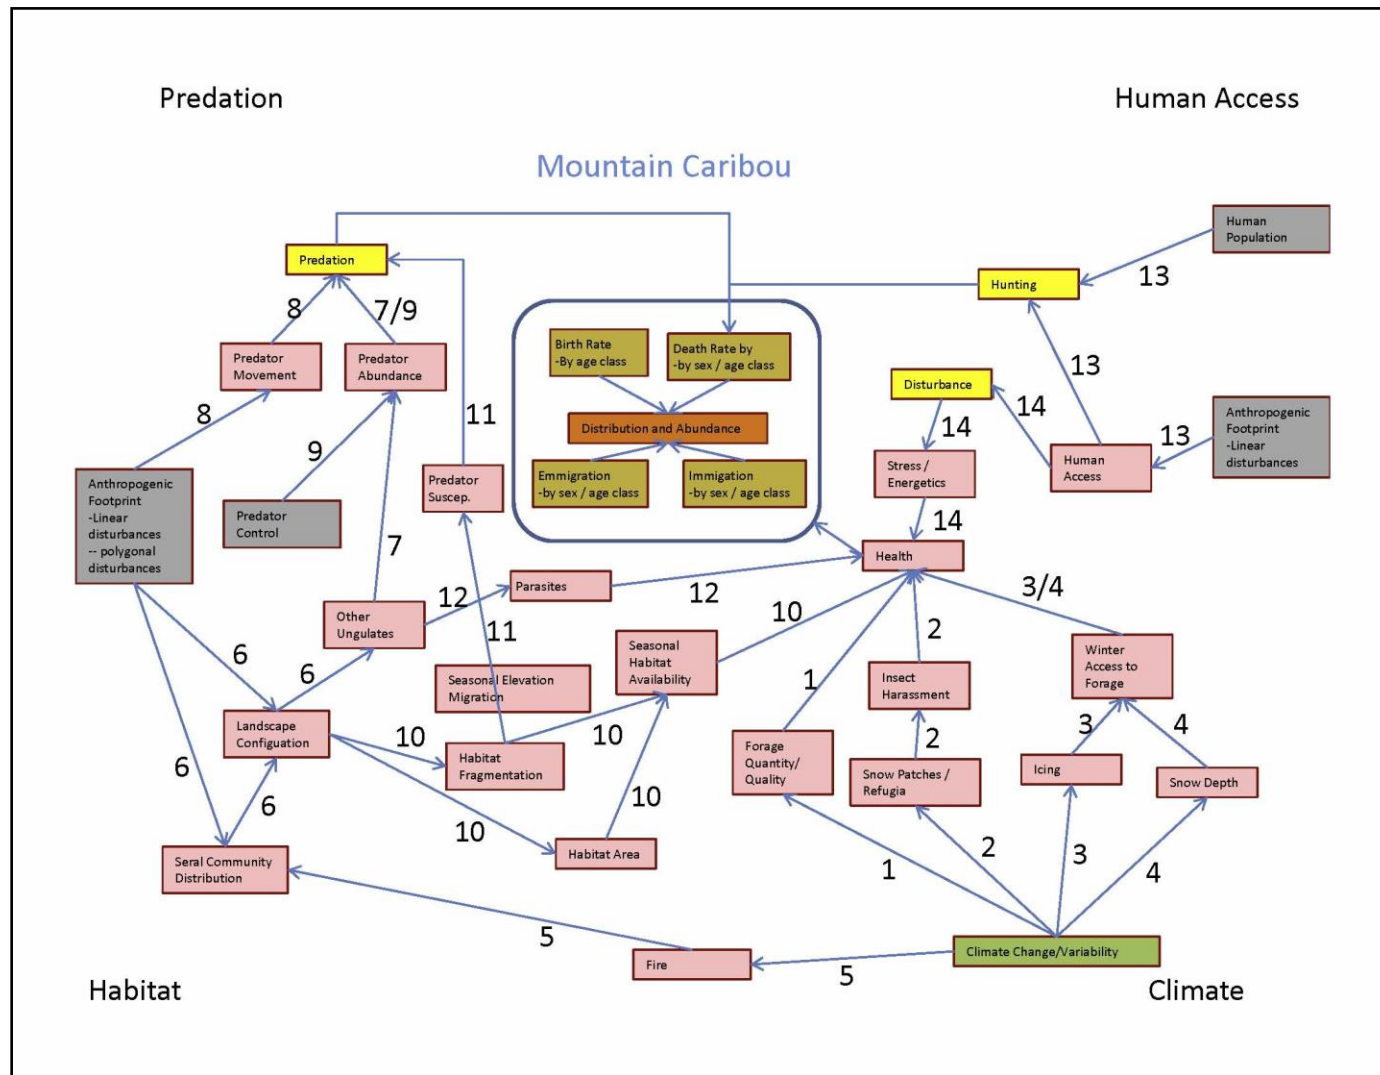 Predation
Human Access
Mountain Caribou
Human
Population
Predation
Hunting
13
8
7/9
Birth Rate
-By age class
Death Rate by
-by sex / age class
Predator
Movement
Predator
Abundance
13
Disturbance
8
11
14
14
13
Distribution and Abundance
Anthropogenic
Footprint
-Linear
disturbances
Human
Access
Stress /
Energetics
9
Anthropogenic
Footprint
-Linear
disturbances
-- polygonal
disturbances
Predator
Suscep.
Emmigration
-by sex / age class
Immigation
-by sex / age class
Predator
Control
14
7
Health
Parasites
12
12
3/4
Other
Ungulates
10
11
2
6
6
Seasonal
Habitat
Availability
Winter
Access to
Forage
Seasonal Elevation
Migration
Insect
Harassment
1
Landscape
Configuation
10
10
3
4
2
Habitat
Fragmentation
Forage
Quantity/
Quality
Snow Patches /
Refugia
Icing
Snow Depth
6
6
10
10
Habitat Area
Seral Community
Distribution
1
2
3
4
5
Fire
5
Climate Change/Variability
Habitat
Climate